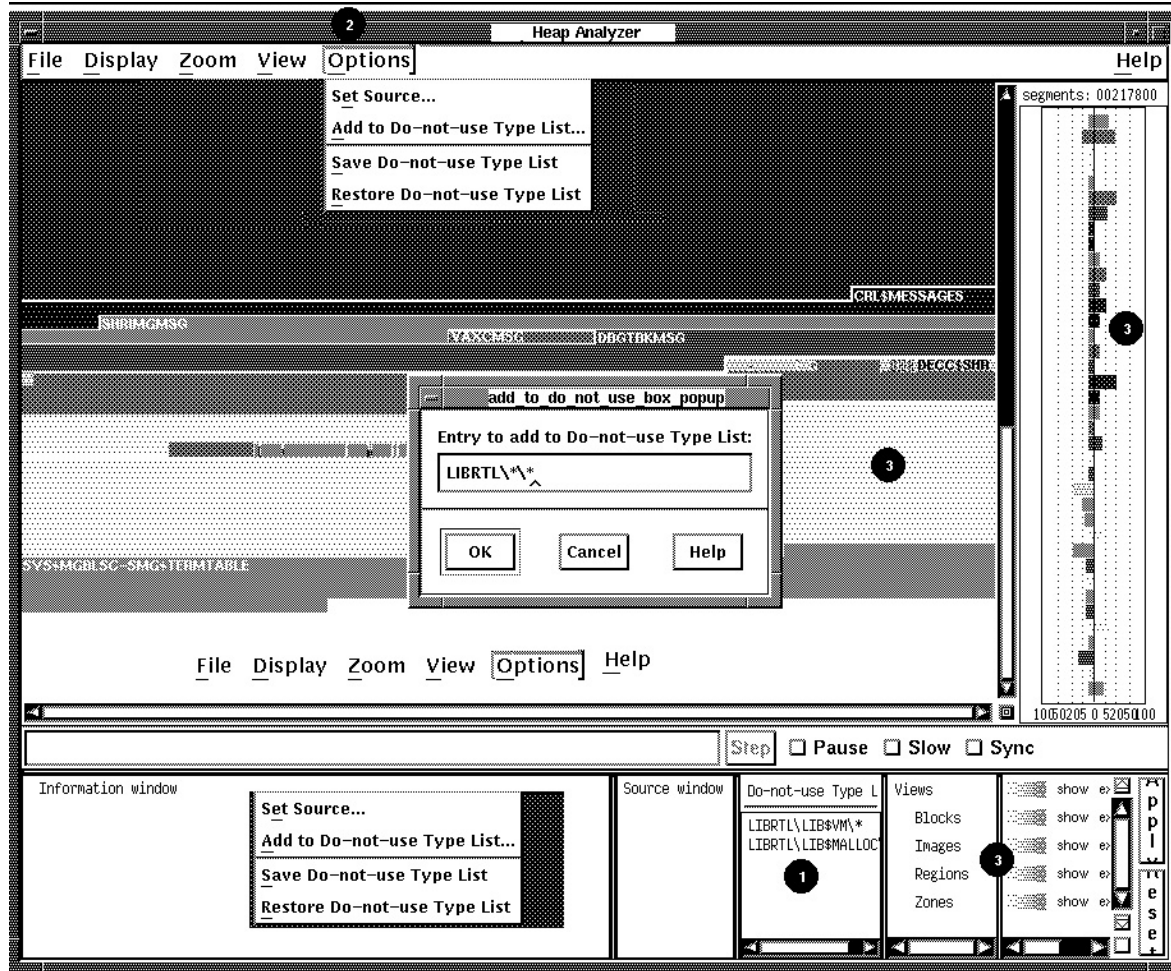 2
Heap Analyzer
File Display Zoom View Options Help
Set Source...
Add to Do-not-use Type List...
Save Do-not-use Type List
Restore Do-not-use Type List
segments: 00217800
CRL$MESSAGES
SHRIMGMSG
VAXCMSG DBGTBKMSG
3
DECC$SHR
add_to_do_not_use_box_popup
Entry to add to Do-not-use Type List:
LIBRTL\*\*
3
OK Cancel Help
File Display Zoom View Options Help
10050205 0 52050100
Step Pause Slow Sync
Information window
Set Source...
Add to Do-not-use Type List...
Save Do-not-use Type List
Restore Do-not-use Type List
Source window
Do-not-use Type L
LIBRTL\LIB$VM\*
LIBRTL\LIB$MALLOC
1
Views
Blocks
Images
Regions
Zones
3
show
show
show
show
show
Appl
eset